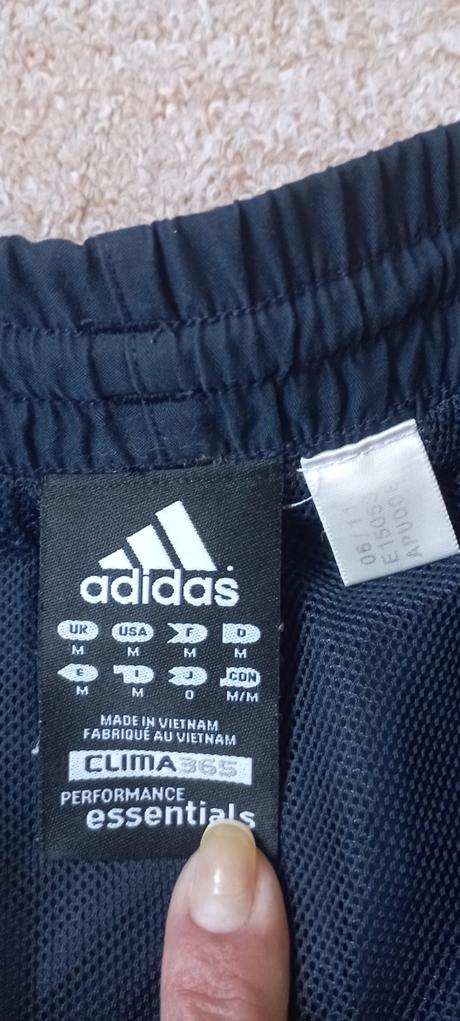 adidas
UK USA F D
M M M M
E I J CDN
M M O M/M
MADE IN VIETNAM
FABRIQUÉ AU VIETNAM
CLIMA365
PERFORMANCE
essentials
06/11